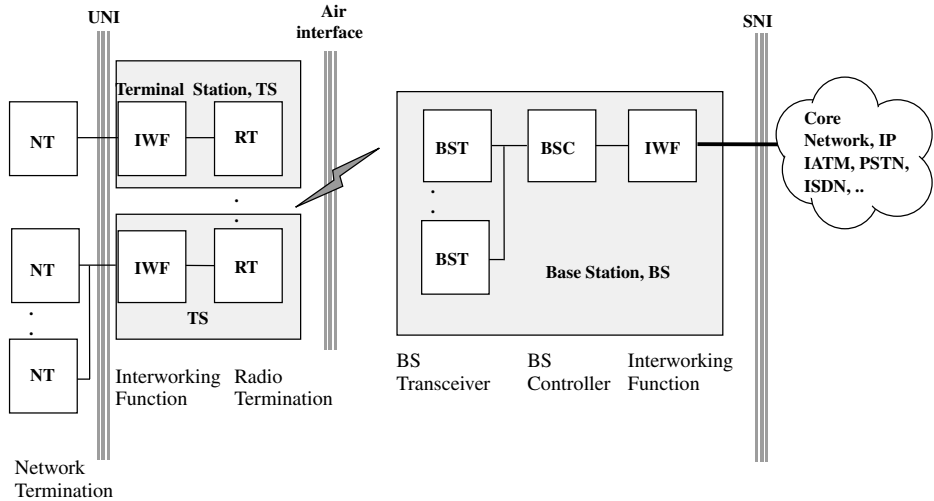 UNI
Air
interface
SNI
Terminal Station, TS
NT
IWF
RT
BST
BSC
IWF
Core
Network, IP
IATM, PSTN,
ISDN, ..
NT
IWF
RT
BST
Base Station, BS
TS
NT
Interworking
Function
Radio
Termination
BS
Transceiver
BS
Controller
Interworking
Function
Network
Termination